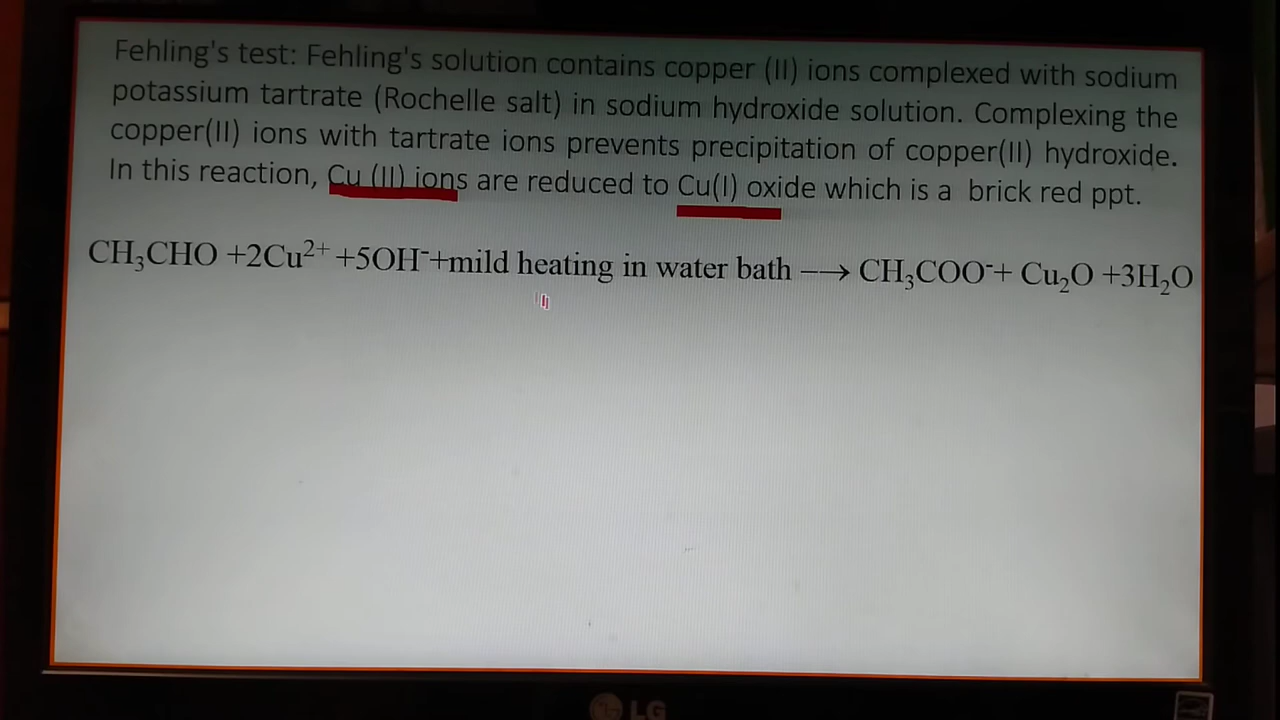 Fehling's test: Fehling's solution contains copper (II) ions complexed with sodium
potassium tartrate (Rochelle salt) in sodium hydroxide solution. Complexing the
copper(II) ions with tartrate ions prevents precipitation of copper(II) hydroxide.
In this reaction, Cu (II) ions are reduced to Cu(I) oxide which is a brick red ppt.
CH₃CHO +2Cu²⁺ +5OH⁻+mild heating in water bath ⟶ CH₃COO⁻+ Cu₂O +3H₂O
LG